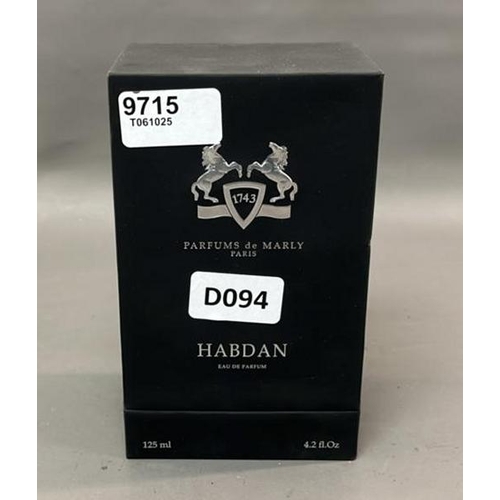 9715
T061025
1743
PARFUMS de MARLY
PARIS
D094
HABDAN
EAU DE PARFUM
125 ml 4.2 fl.Oz